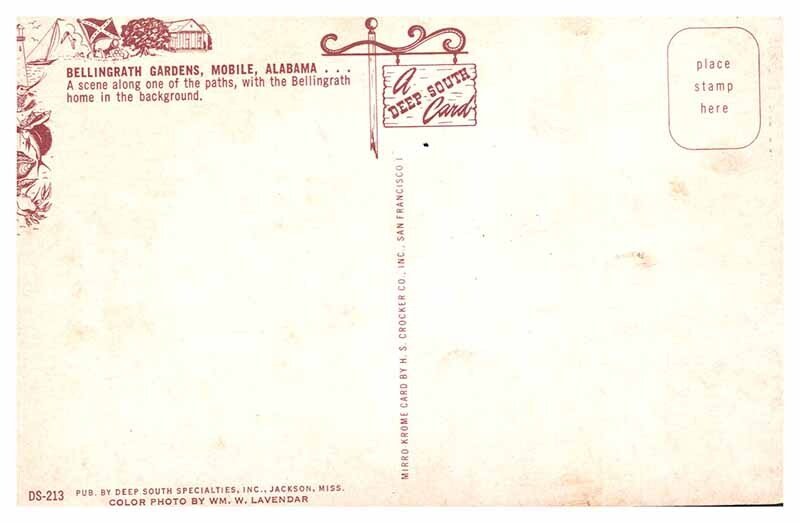 BELLINGRATH GARDENS, MOBILE, ALABAMA . . .
A scene along one of the paths, with the Bellingrath
home in the background.
A
DEEP SOUTH
Card
place
stamp
here
MIRRO KROME CARD BY H. S. CROCKER CO., INC., SAN FRANCISCO 1
DS-213 PUB. BY DEEP SOUTH SPECIALTIES, INC., JACKSON, MISS.
COLOR PHOTO BY WM. W. LAVENDAR